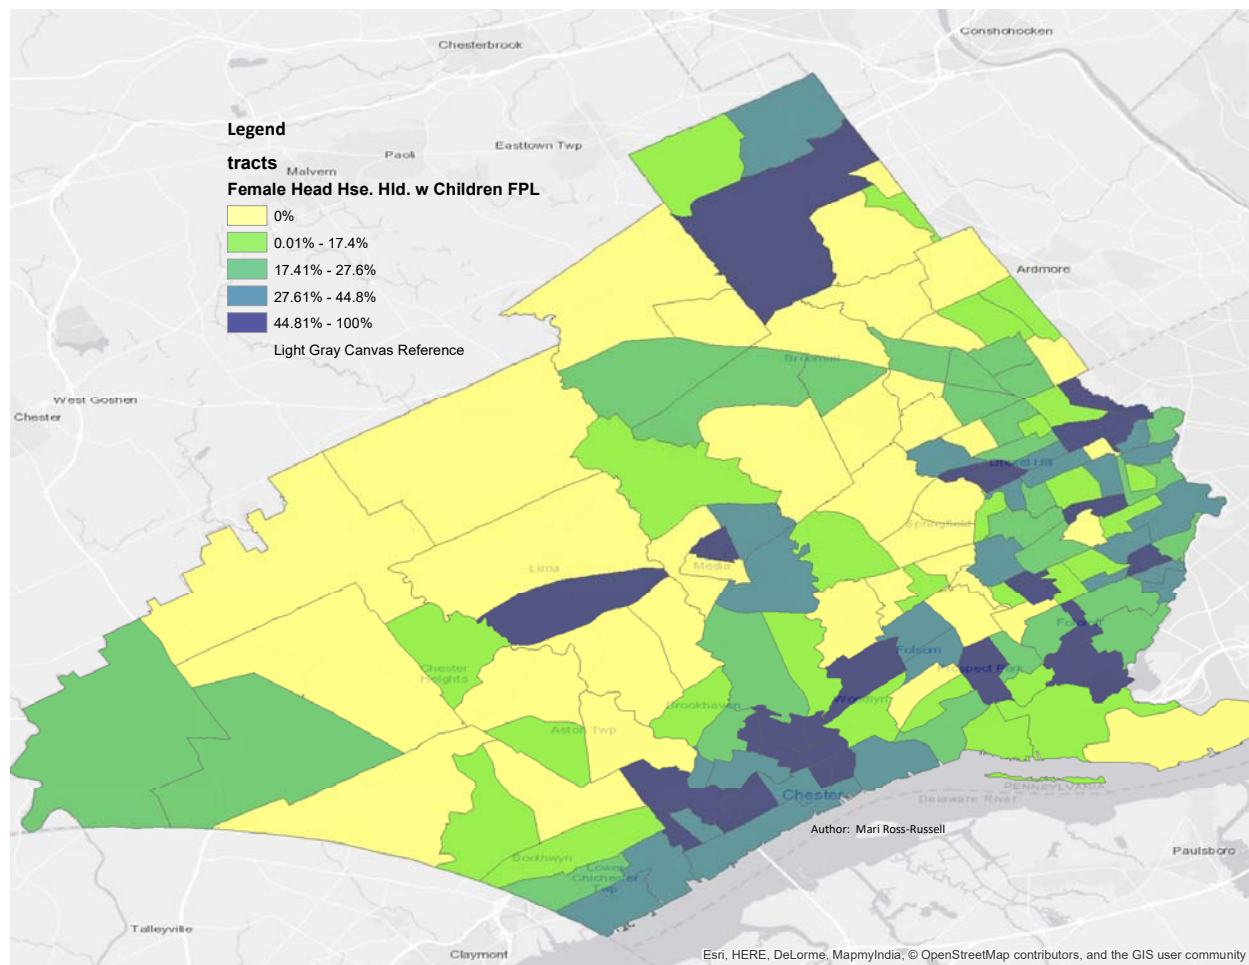 Conshohocken
Chesterbrook
Legend
Easttown Twp
Paoli
tracts
Malvern
Female Head Hse. Hld. w Children FPL
0%
0.01% - 17.4%
17.41% - 27.6%
Ardmore
27.61% - 44.8%
44.81% - 100%
Light Gray Canvas Reference
Broomall
West Goshen
Chester
Drexel Hill
Springfield
Lima
Media
Folcroft
Folsom
Chester
Heights
Prospect Park
Woodlyn
Brookhaven
Aston Twp
PENNSYLVANIA
Chester
Delaware River
Author: Mari Ross-Russell
Paulsboro
Boothwyn
Lower
Chichester
Twp
Talleyville
Claymont
Esri, HERE, DeLorme, MapmyIndia, © OpenStreetMap contributors, and the GIS user community